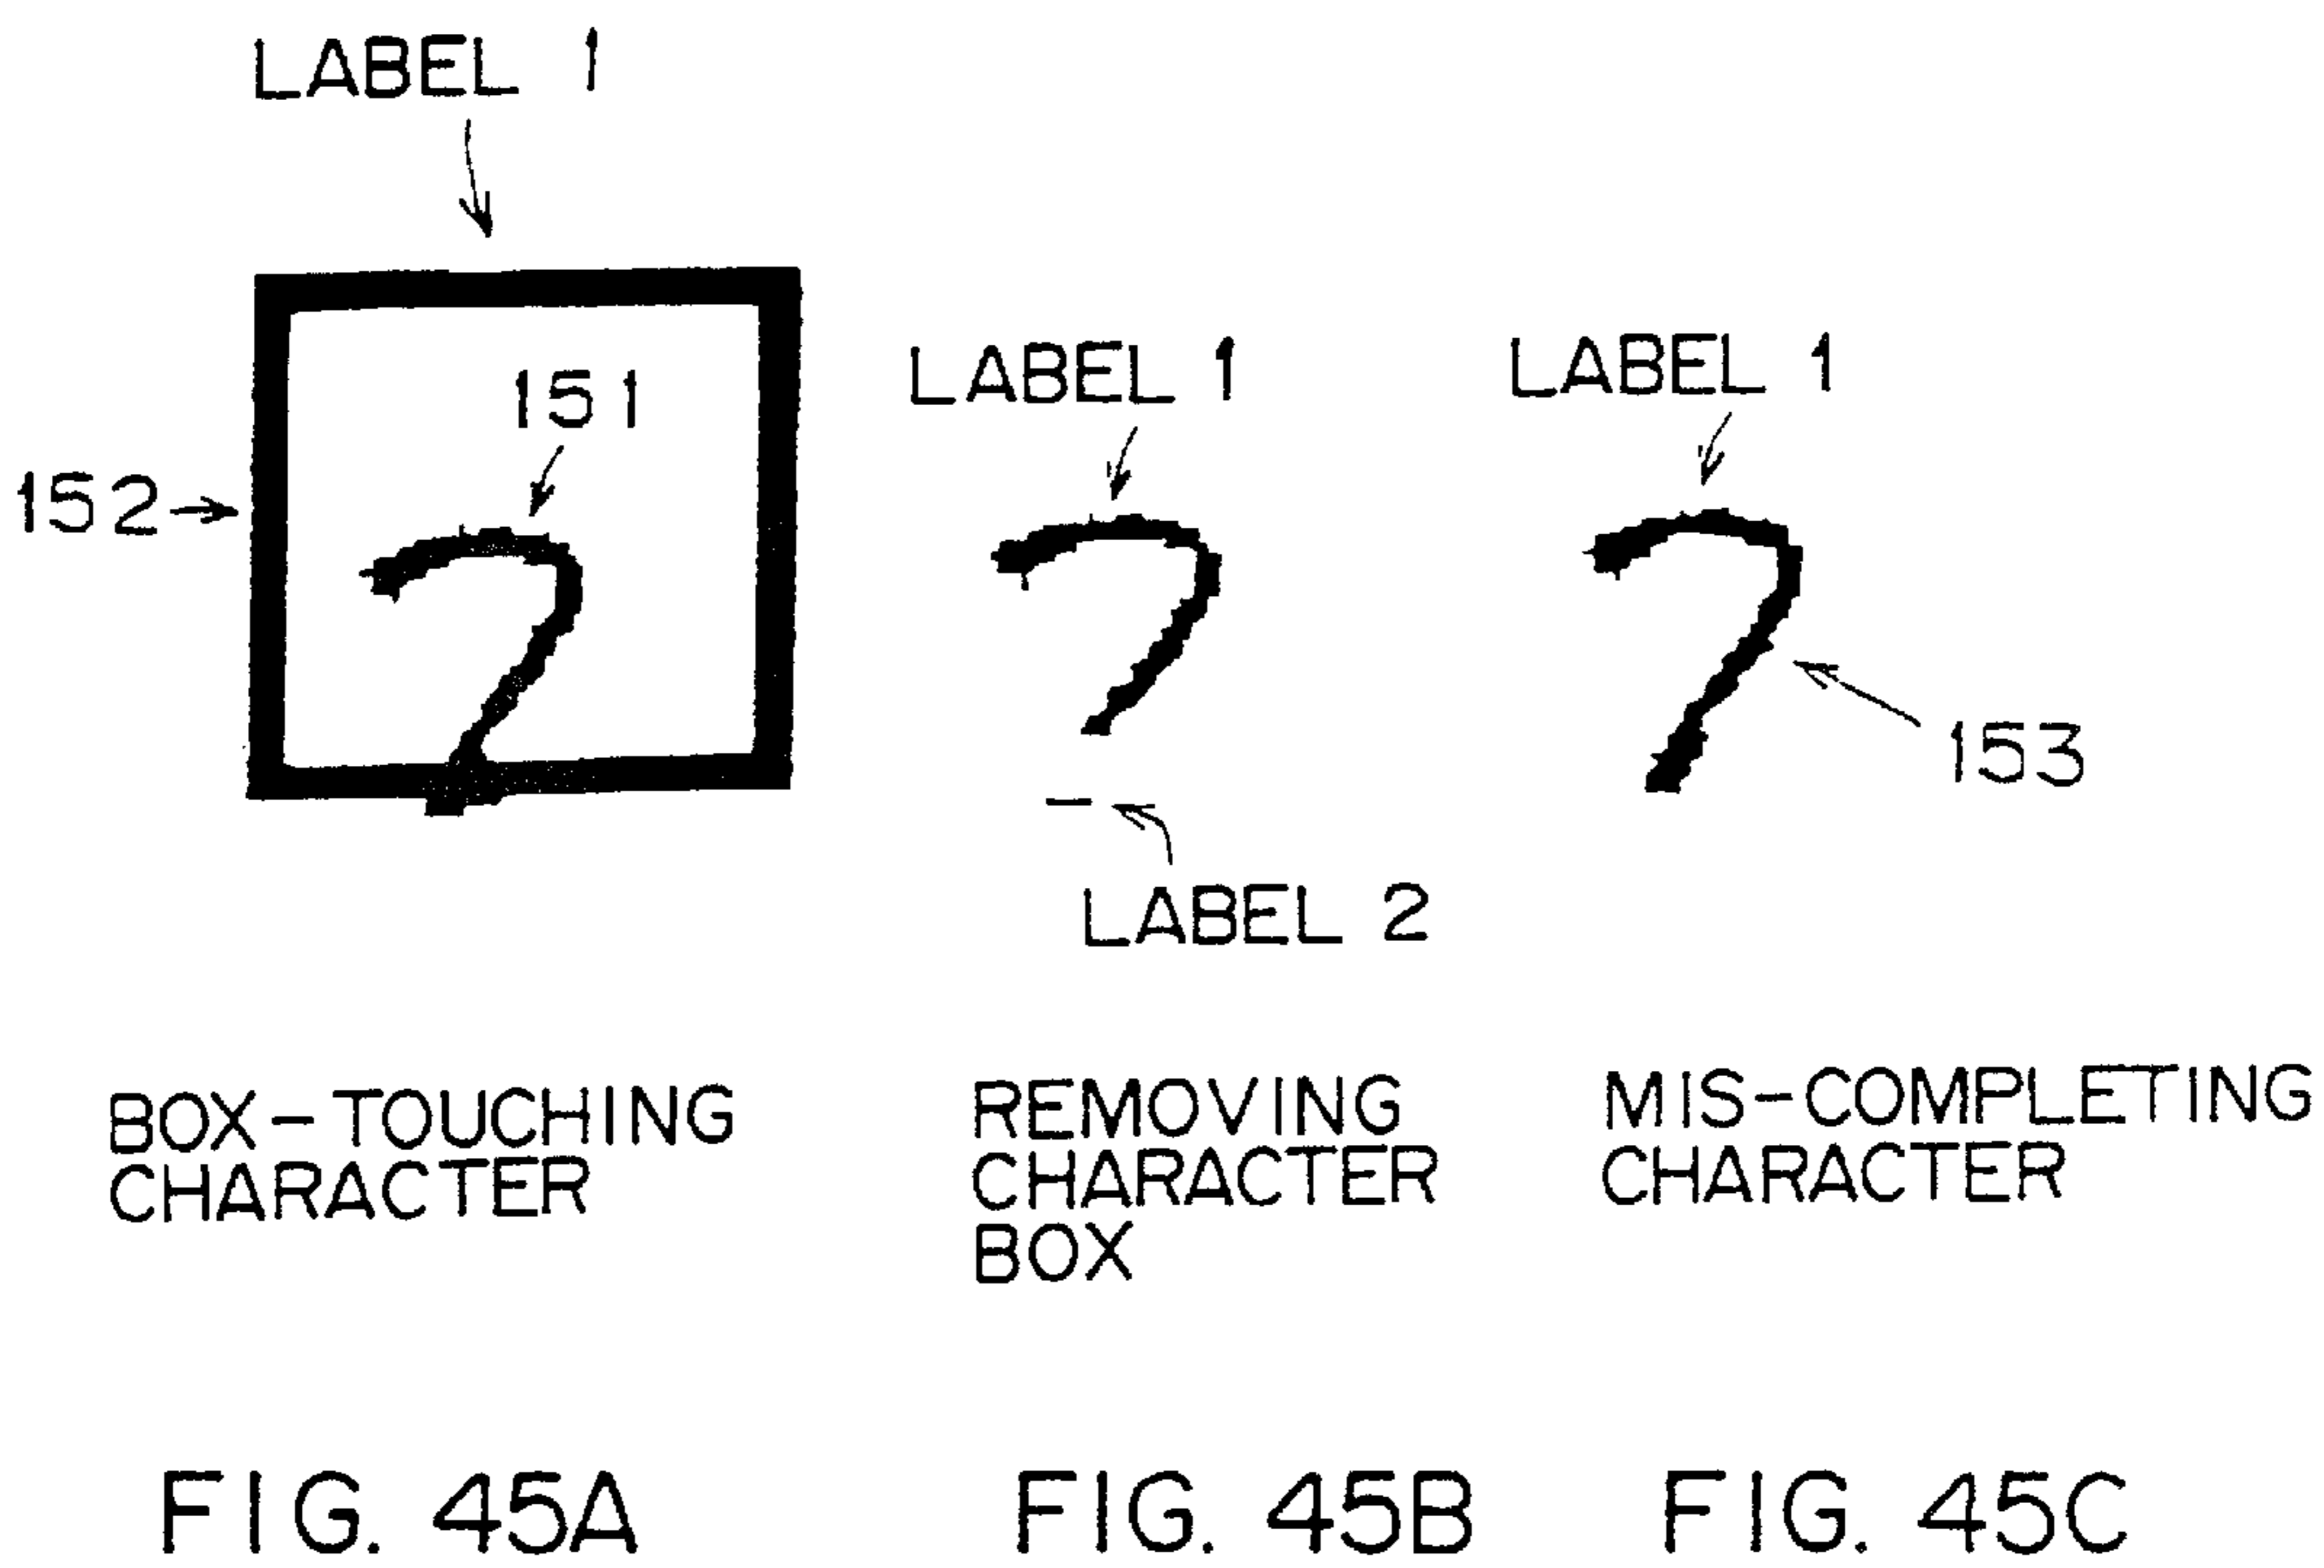 LABEL 1
151
152
BOX-TOUCHING
CHARACTER
FIG. 45A
LABEL 1
LABEL 2
REMOVING
CHARACTER
BOX
FIG. 45B
LABEL 1
153
MIS-COMPLETING
CHARACTER
FIG. 45C